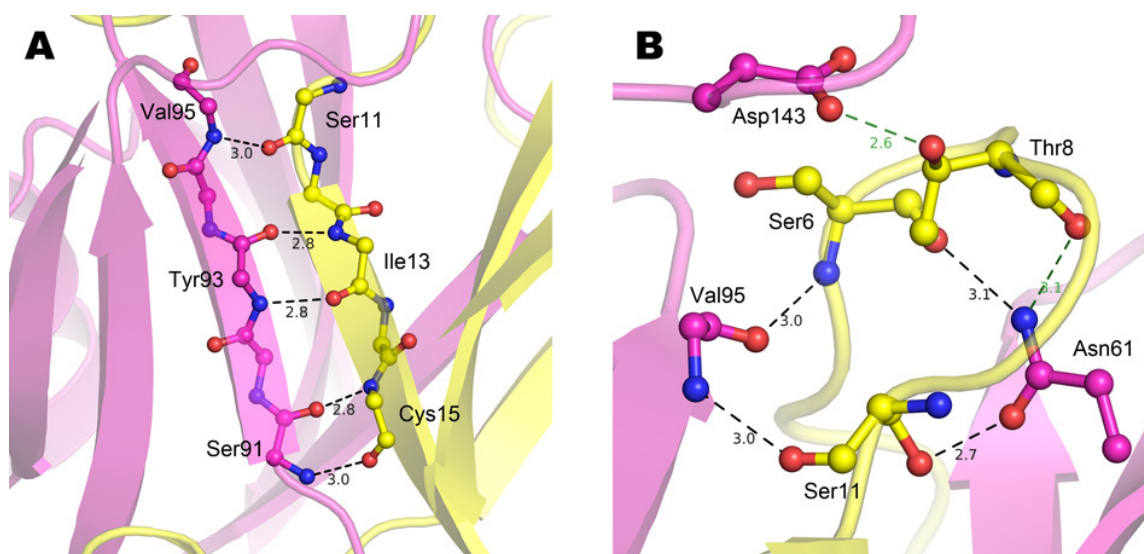 A
Val95
Ser11
3.0
2.8
Ile13
Tyr93
2.8
2.8
Cys15
Ser91
3.0
B
Asp143
2.6
Thr8
Ser6
3.1
3.1
Val95
3.0
Asn61
3.0
2.7
Ser11